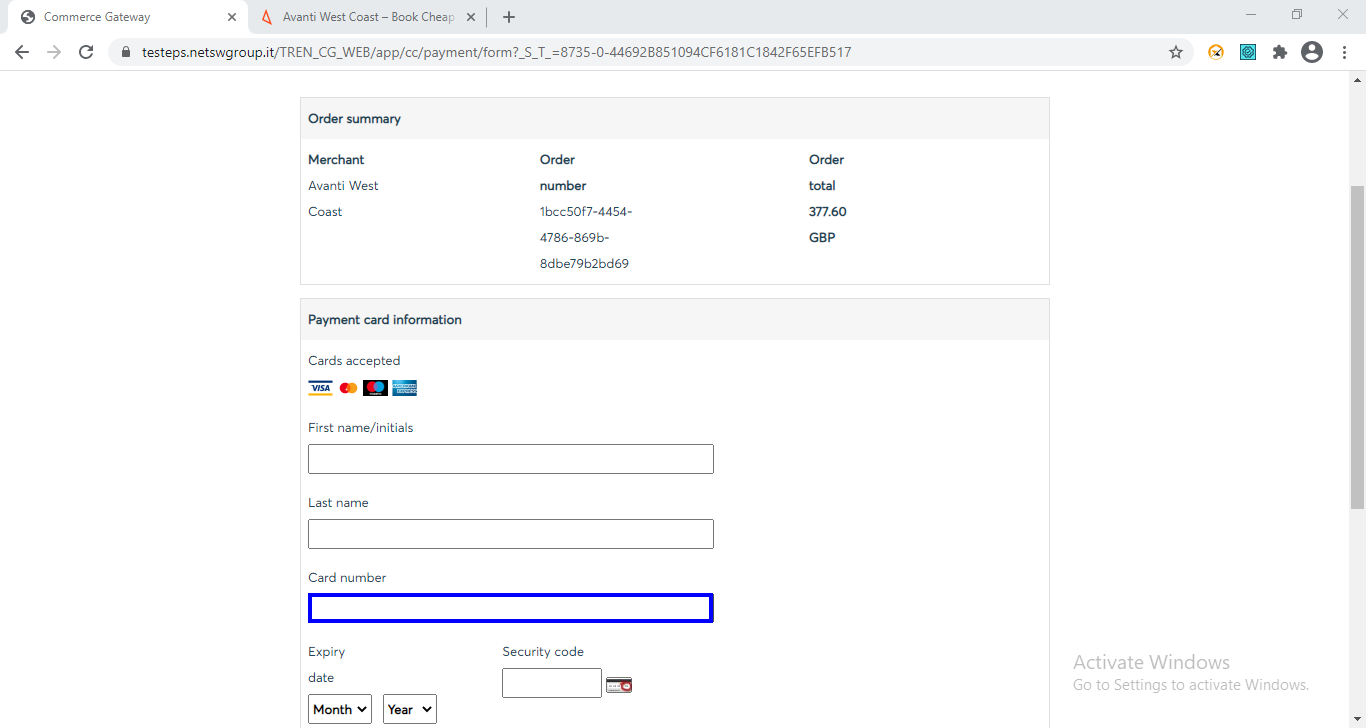 Commerce Gateway
Avanti West Coast – Book Cheap
testeps.netswgroup.it/TREN_CG_WEB/app/cc/payment/form?_S_T_=8735-0-44692B851094CF6181C1842F65EFB517
Order summary
Merchant
Avanti West
Coast
Order
number
1bcc50f7-4454-
4786-869b-
8dbe79b2bd69
Order
total
377.60
GBP
Payment card information
Cards accepted
VISA
First name/initials
Last name
Card number
Expiry
date
Month
Year
Security code
Activate Windows
Go to Settings to activate Windows.